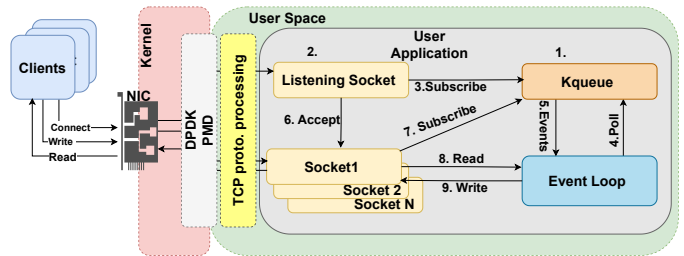 User Space
Kernel
User
Application
Clients
NIC
Connect
Write
Read
DPDK
PMD
TCP proto. processing
2.
Listening Socket
1.
Kqueue
3.Subscribe
6. Accept
7. Subscribe
5.Events
4.Poll
Socket1
Socket 2
Socket N
8. Read
9. Write
Event Loop